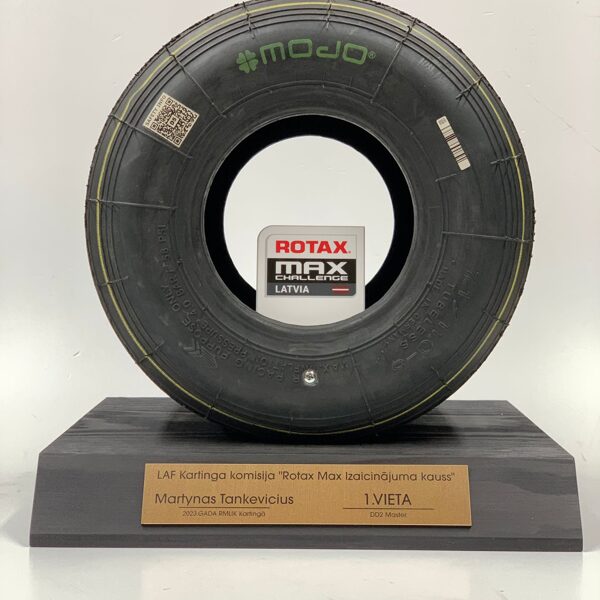 MOJO®
ROTAX.
MAX
CHALLENGE
LATVIA
TUBELESS
LAF Kartinga komisija "Rotax Max Izaicinājuma kauss"
Martynas Tankevicius
1.VIETA
2023.GADA RMLIK Kartingā
DD2 Master